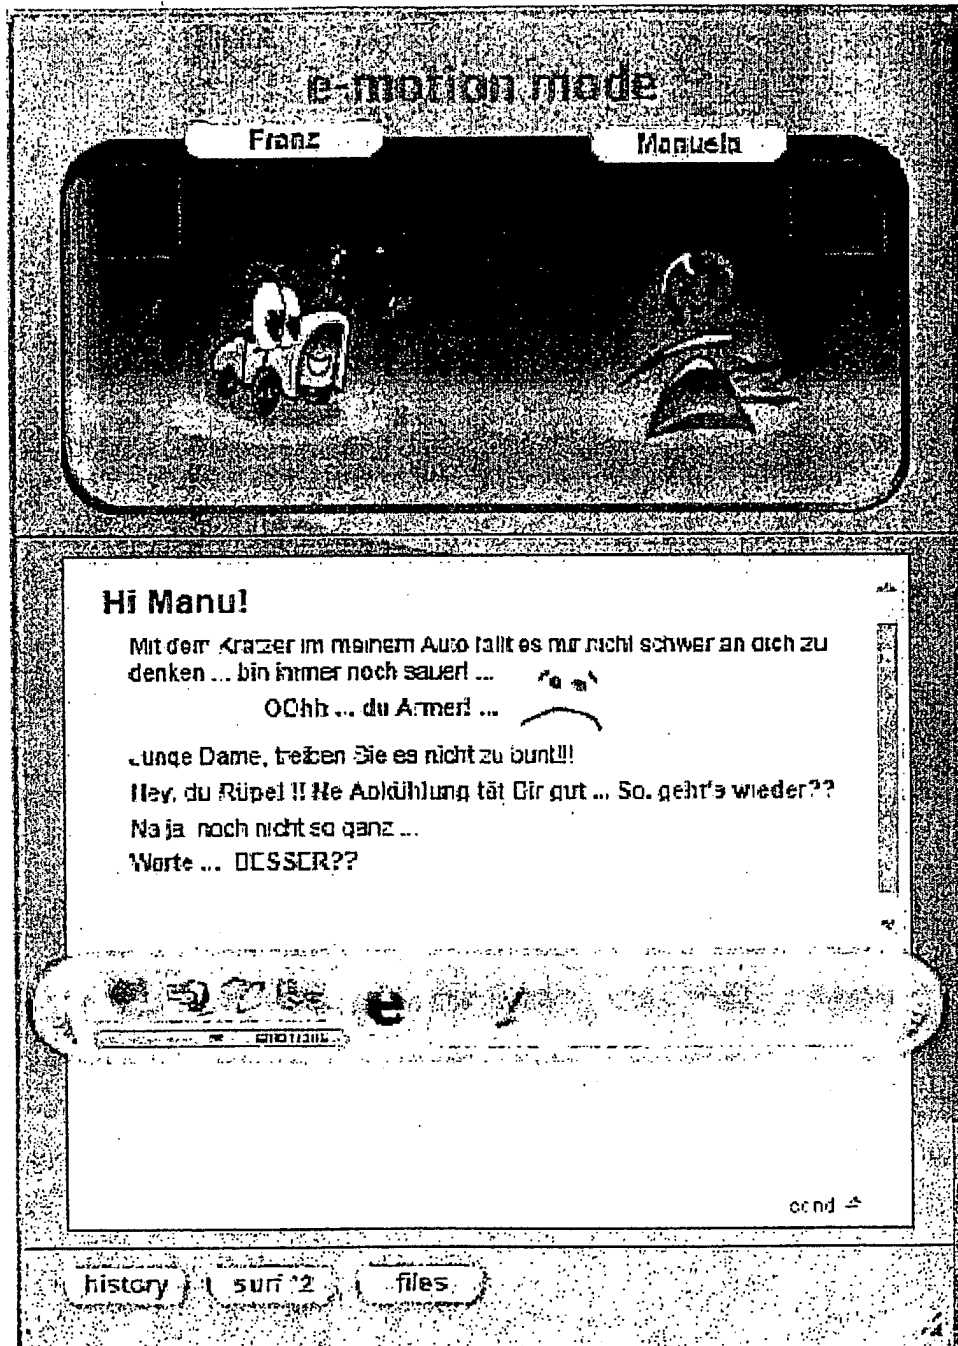 e-motion mode
Franz
Manuela
Hi Manu!
Mit dem Kratzer im meinem Auto fällt es mir nicht schwer an dich zu
denken ... bin immer noch sauer! ...
OOhh ... du Armer! ...
Junge Dame, treiben Sie es nicht zu bunt!!!
Hey, du Rüpel !! Ne Abkühlung tät Dir gut ... So, geht's wieder??
Na ja noch nicht so ganz ...
Warte ... BESSER??
e
send
history
surf *2
files